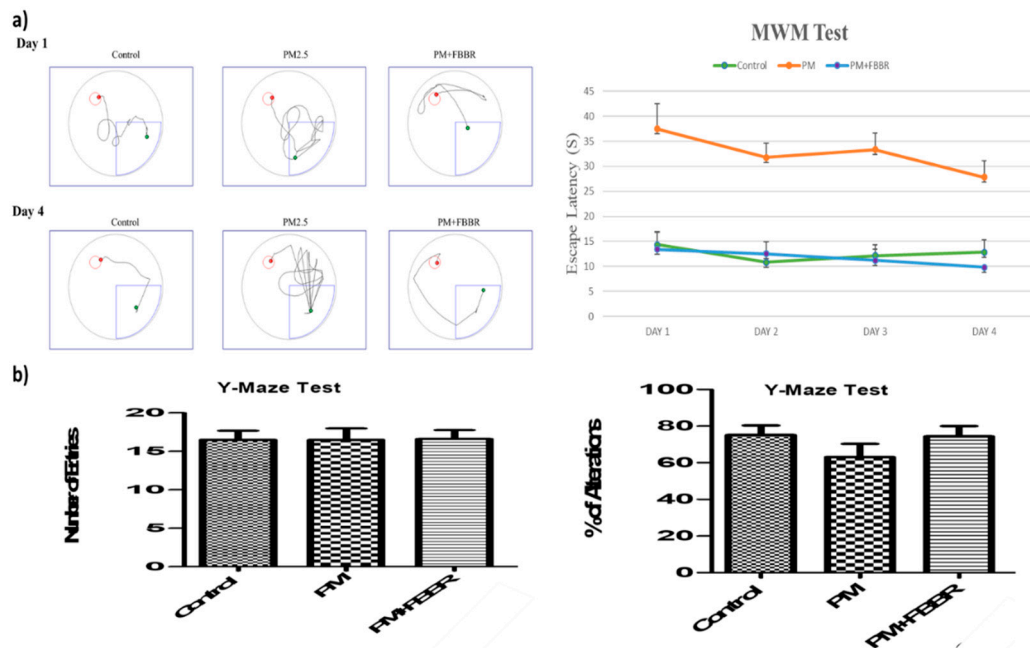 a)
Day 1
Control
PM2.5
PM+FBBR
Day 4
Control
PM2.5
PM+FBBR
MWM Test
Control PM PM+FBBR
Escape Latency (S)
45
40
35
30
25
20
15
10
5
0
DAY 1 DAY 2 DAY 3 DAY 4
b)
Y-Maze Test
Number of Entries
20
15
10
5
0
Control
PM
PM+FBBR
Y-Maze Test
% of Alterations
100
80
60
40
20
0
Control
PM
PM+FBBR